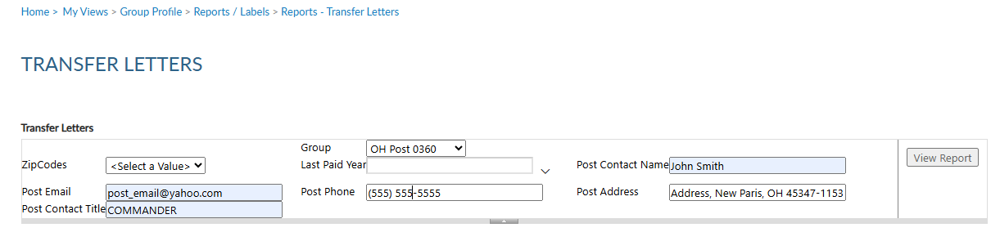 Home > My Views > Group Profile > Reports / Labels > Reports - Transfer Letters
TRANSFER LETTERS
Transfer Letters
Group OH Post 0360
ZipCodes <Select a Value> Last Paid Year Post Contact Name John Smith View Report
Post Email post_email@yahoo.com Post Phone (555) 555-5555 Post Address Address, New Paris, OH 45347-1153
Post Contact Title COMMANDER